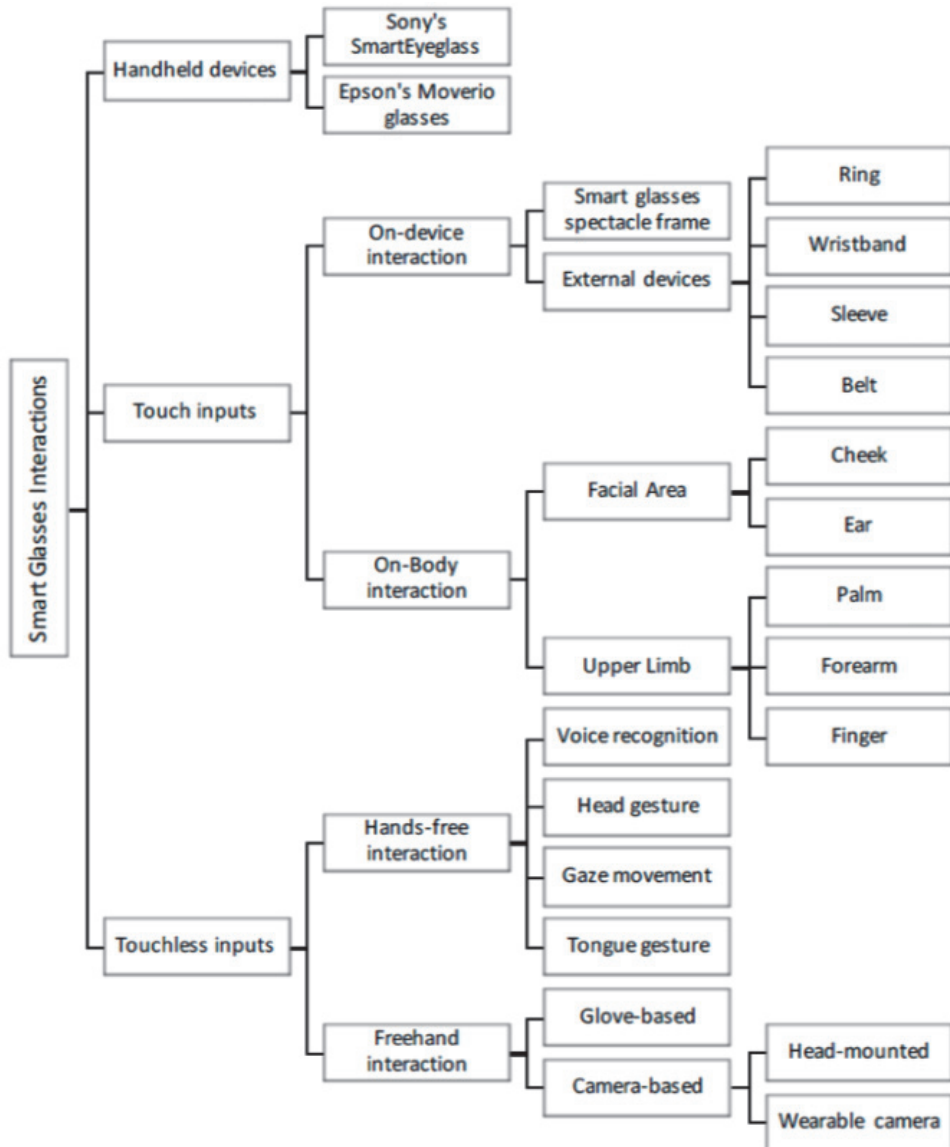 Smart Glasses Interactions
Handheld devices
Sony's
SmartEyeglass
Epson's Moverio
glasses
Touch inputs
On-device
interaction
Smart glasses
spectacle frame
External devices
Ring
Wristband
Sleeve
Belt
On-Body
interaction
Facial Area
Cheek
Ear
Upper Limb
Palm
Forearm
Finger
Touchless inputs
Hands-free
interaction
Voice recognition
Head gesture
Gaze movement
Tongue gesture
Freehand
interaction
Glove-based
Camera-based
Head-mounted
Wearable camera